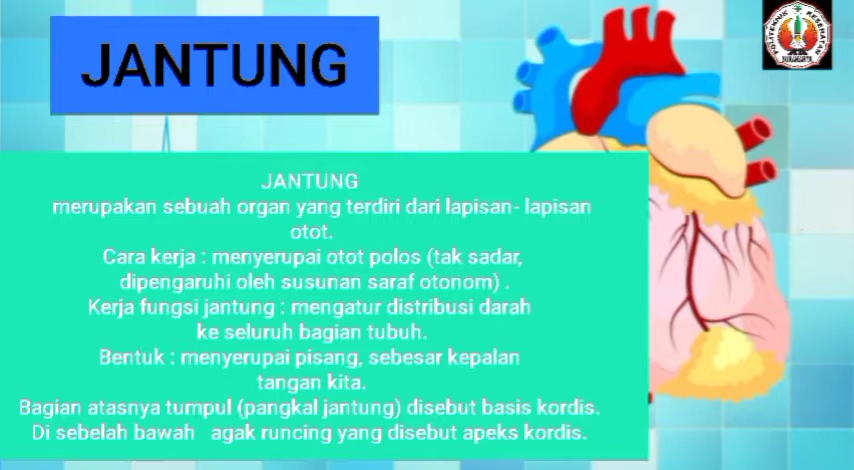 JANTUNG
POLITEKNIK KESEHATAN
JANTUNG
merupakan sebuah organ yang terdiri dari lapisan- lapisan
otot.
Cara kerja : menyerupai otot polos (tak sadar,
dipengaruhi oleh susunan saraf otonom) .
Kerja fungsi jantung : mengatur distribusi darah
ke seluruh bagian tubuh.
Bentuk : menyerupai pisang, sebesar kepalan
tangan kita.
Bagian atasnya tumpul (pangkal jantung) disebut basis kordis.
Di sebelah bawah agak runcing yang disebut apeks kordis.